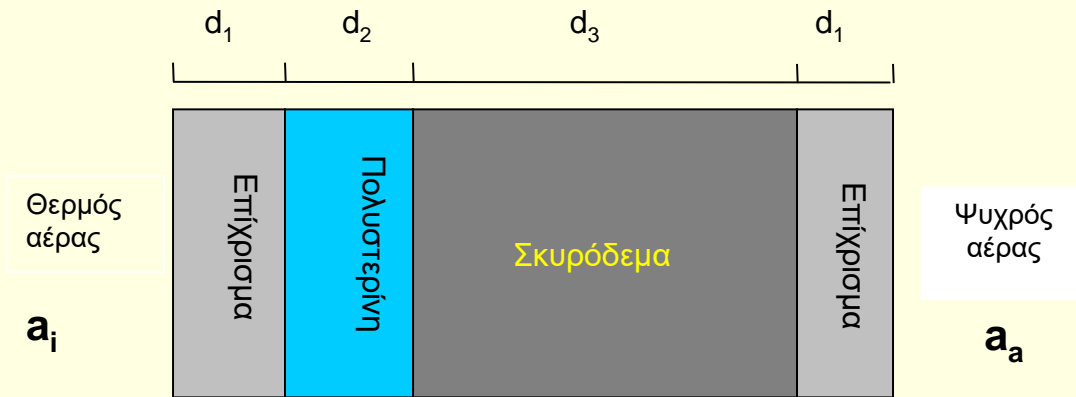 d₁ d₂ d₃ d₁
Θερμός
αέρας
aᵢ
Επίχρισμα
Πολυστερίνη
Σκυρόδεμα
Επίχρισμα
Ψυχρός
αέρας
aₐ